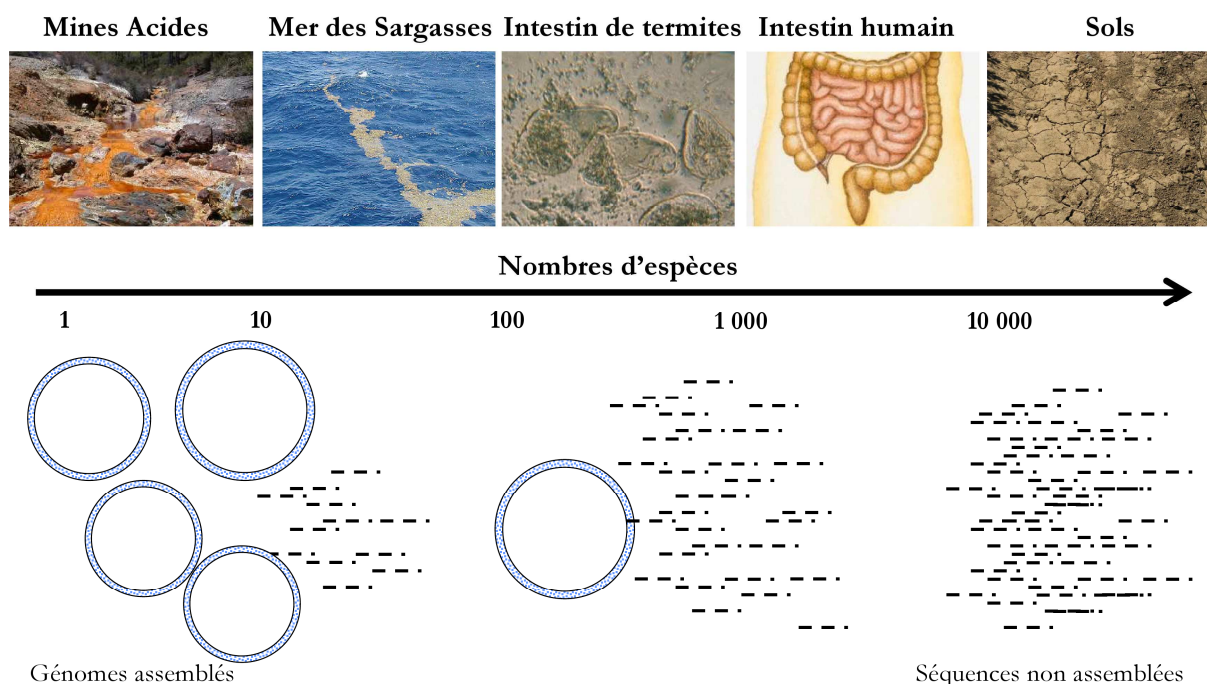 Mines Acides
Mer des Sargasses
Intestin de termites
Intestin humain
Sols
Nombres d’espèces
1
10
100
1 000
10 000
Génomes assemblés
Séquences non assemblées